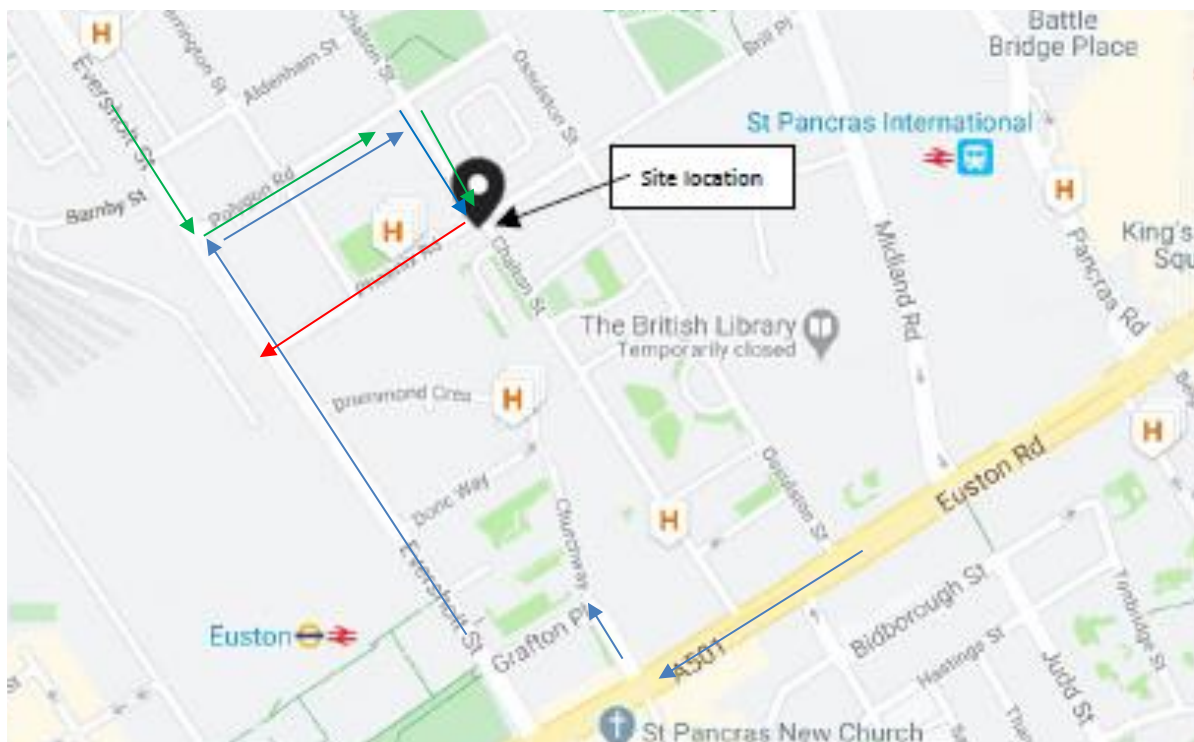 Battle
Bridge Place
Chalton St
Aldenham St
Ossulston St
Brill Pl
H
Eversholt St
St Pancras International
Site location
H
Barnby St
Polygon Rd
H
Phoenix Rd
Chalton St
Midland Rd
Pancras Rd
King's
Squ
The British Library
Temporarily closed
Drummond Cres
H
H
Doric Way
Churchway
Ossulston St
Euston Rd
H
Eversholt St
Euston
Grafton Pl
A501
Bidborough St
Hastings St
Judd St
Tonbridge St
St Pancras New Church